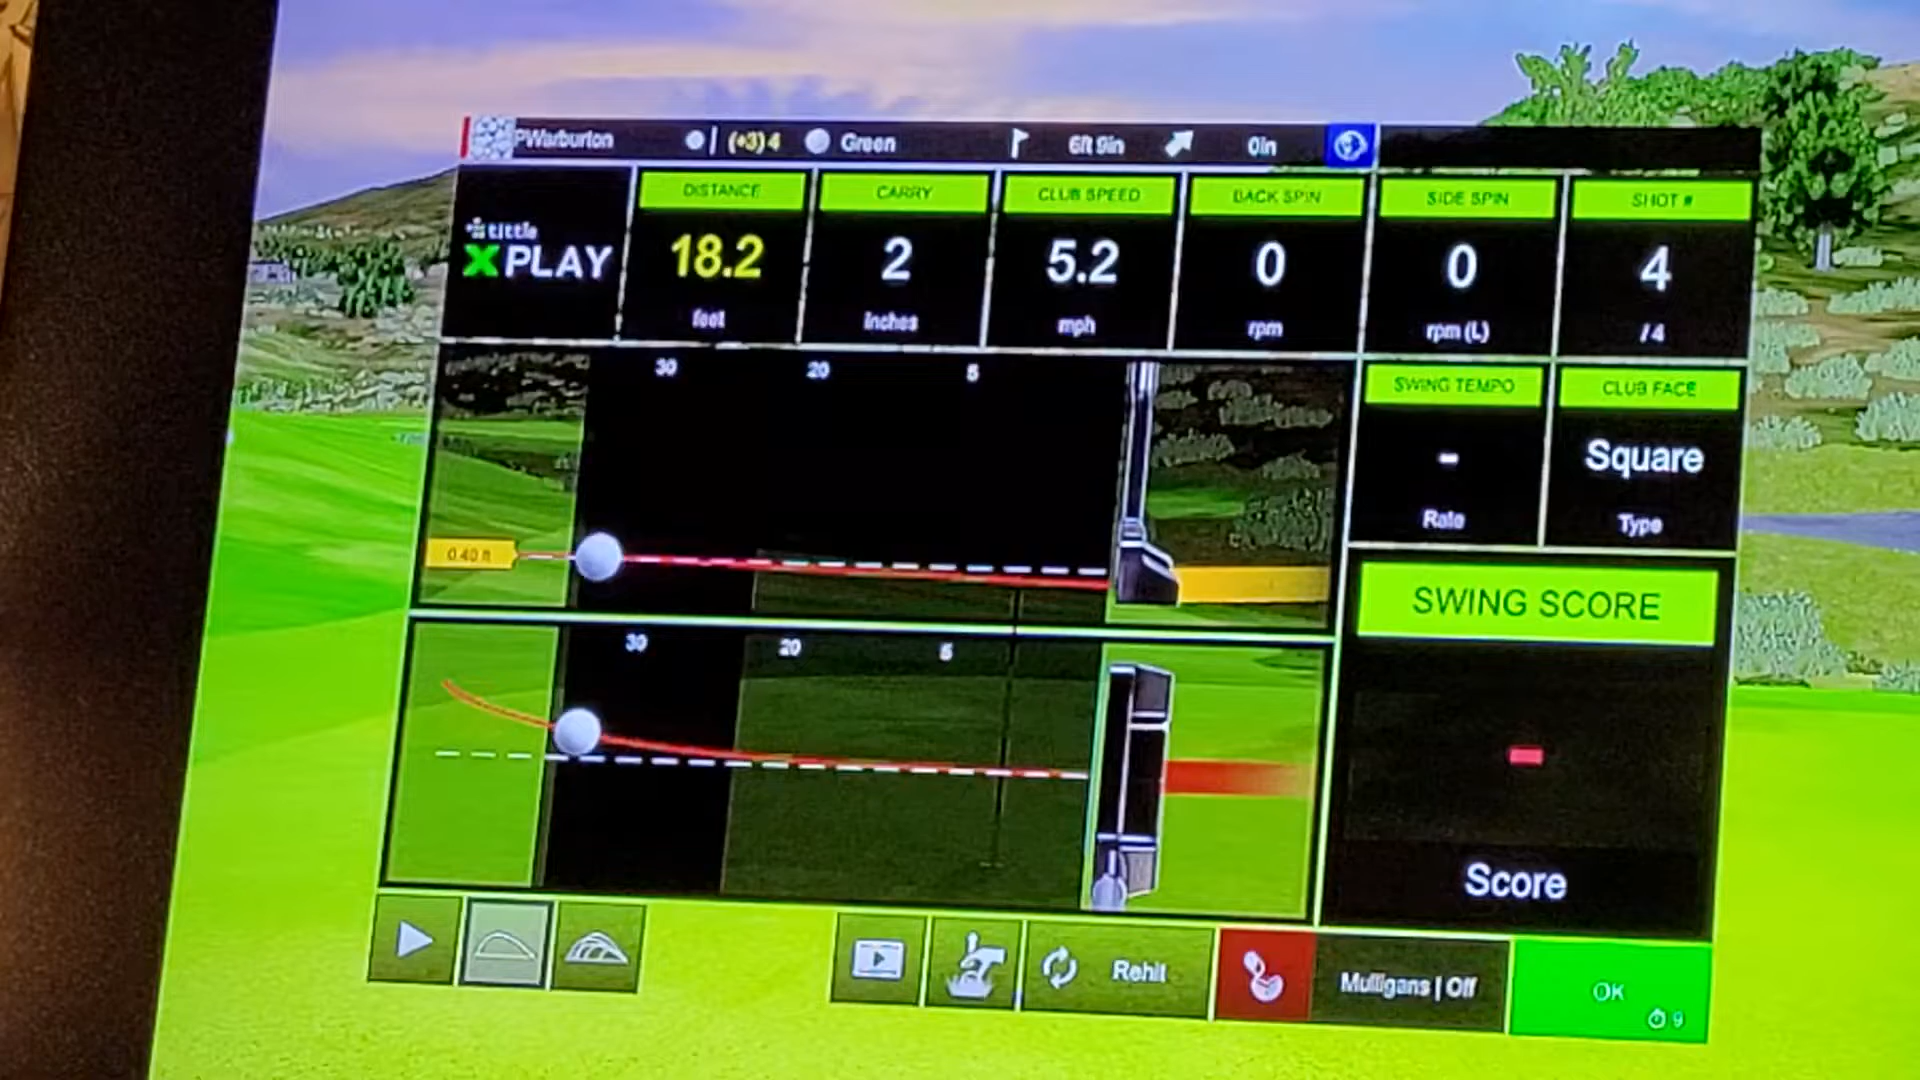 PWarburton (+3) 4 Green 6ft 9in 0in
tittle
X PLAY
DISTANCE
18.2
feet
CARRY
2
inches
CLUB SPEED
5.2
mph
BACK SPIN
0
rpm
SIDE SPIN
0
rpm (L)
SHOT #
4
/ 4
30 20 5
0.40 ft
SWING TEMPO
-
Rate
CLUB FACE
Square
Type
30 20 5
SWING SCORE
-
Score
Rehit
Mulligans | Off
OK
9